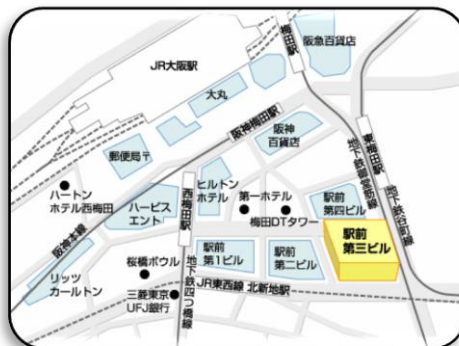 梅田駅
阪急百貨店
JR大阪駅
大丸
阪神梅田駅
阪神
百貨店
東梅田駅
地下鉄御堂筋線
地下鉄谷町線
郵便局〒
ハートン
ホテル西梅田
阪神本線
ハービス
エント
西梅田駅
ヒルトン
ホテル
第一ホテル
梅田DTタワー
駅前
第四ビル
駅前
第三ビル
駅前
第1ビル
駅前
第二ビル
リッツ
カールトン
桜橋ボウル
三菱東京
UFJ銀行
地下鉄四つ橋線
JR東西線 北新地駅